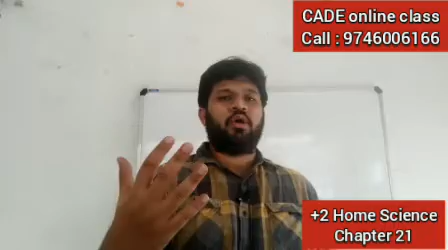 CADE online class
Call : 9746006166
+2 Home Science
Chapter 21